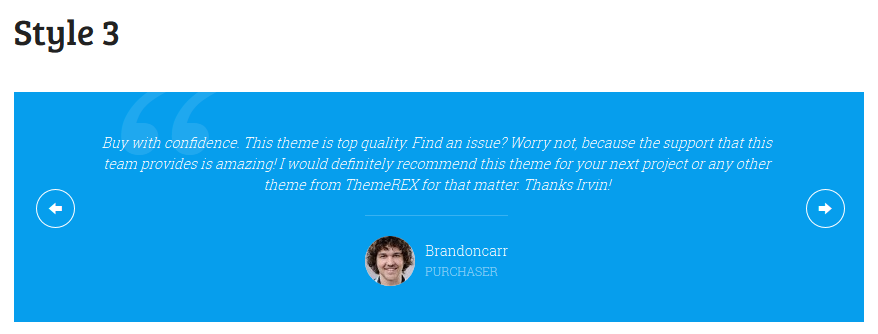 Style 3
Buy with confidence. This theme is top quality. Find an issue? Worry not, because the support that this
team provides is amazing! I would definitely recommend this theme for your next project or any other
theme from ThemeREX for that matter. Thanks Irvin!
Brandoncarr
PURCHASER